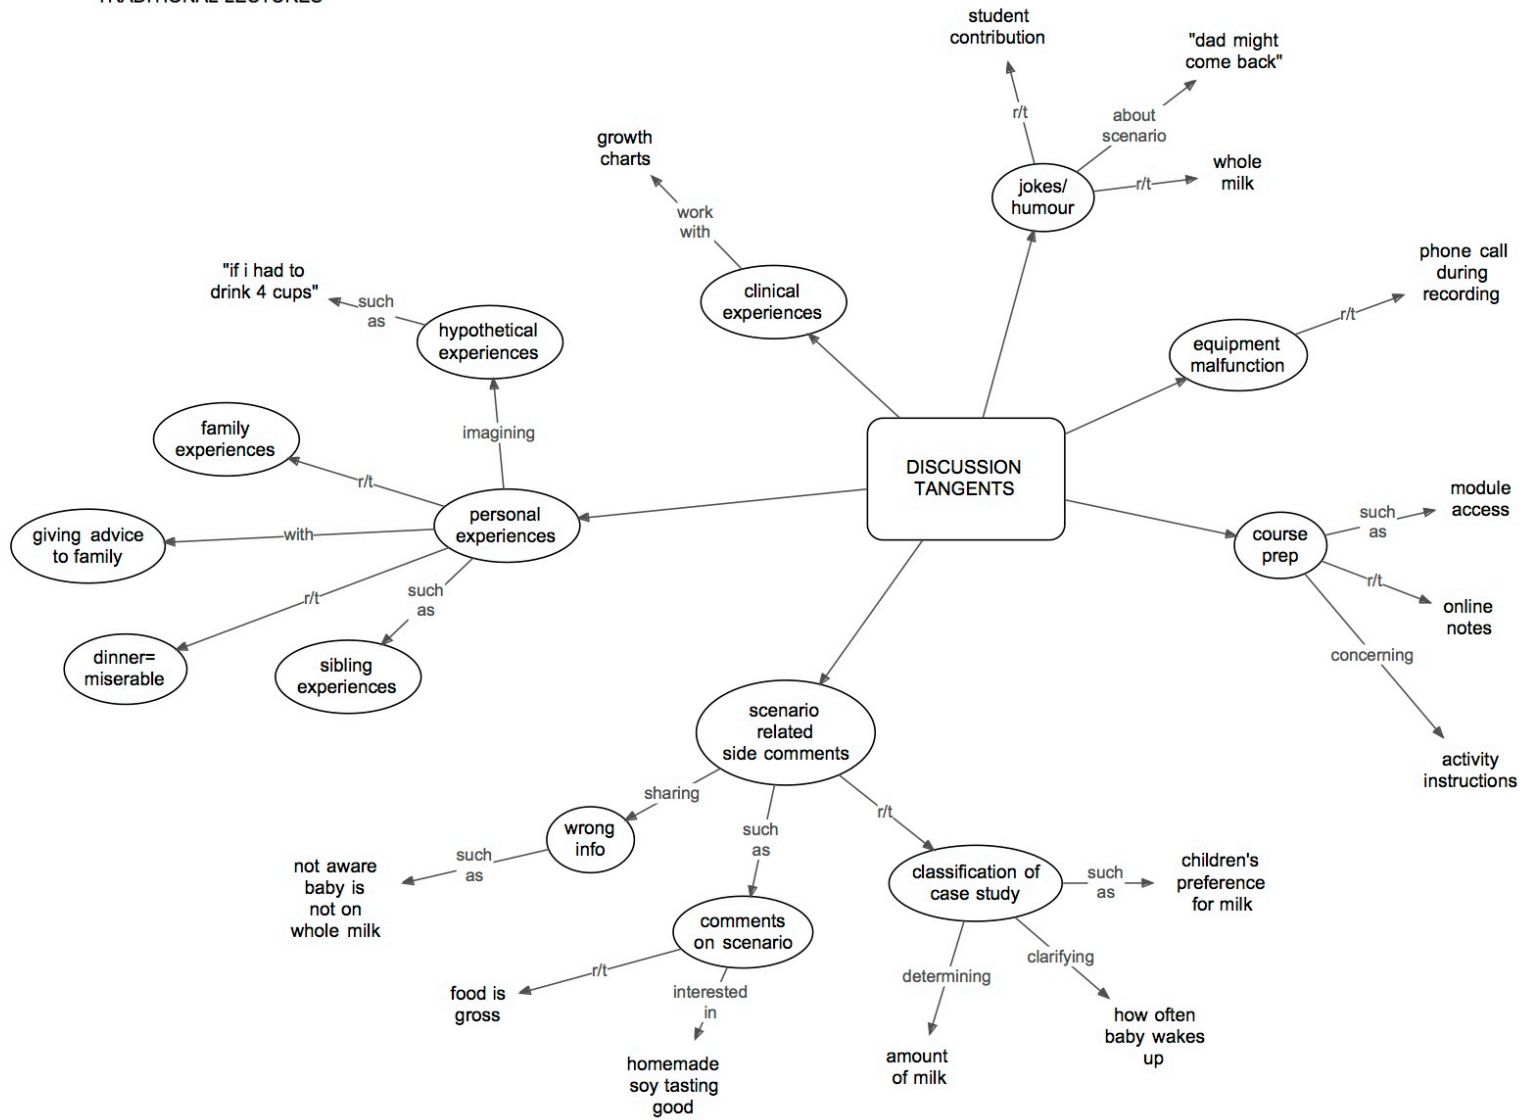 TRADITIONAL LECTURES
student
contribution
"dad might
come back"
r/t
about
scenario
growth
charts
whole
milk
r/t
jokes/
humour
work
with
phone call
during
recording
"if i had to
drink 4 cups"
such
as
clinical
experiences
r/t
hypothetical
experiences
equipment
malfunction
family
experiences
imagining
r/t
DISCUSSION
TANGENTS
module
access
such
as
personal
experiences
giving advice
to family
with
course
prep
r/t
online
notes
r/t
such
as
concerning
dinner=
miserable
sibling
experiences
scenario
related
side comments
activity
instructions
sharing
r/t
wrong
info
such
as
such
as
not aware
baby is
not on
whole milk
classification of
case study
such
as
children's
preference
for milk
comments
on scenario
clarifying
r/t
determining
food is
gross
interested
in
how often
baby wakes
up
homemade
soy tasting
good
amount
of milk